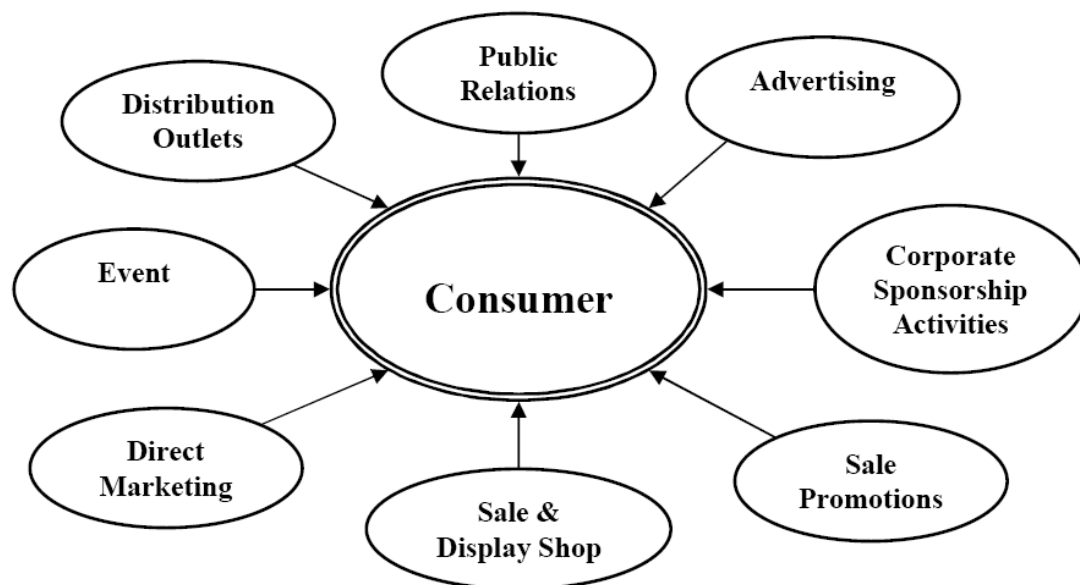 Public
Relations
Advertising
Distribution
Outlets
Event
Consumer
Corporate
Sponsorship
Activities
Direct
Marketing
Sale &
Display Shop
Sale
Promotions